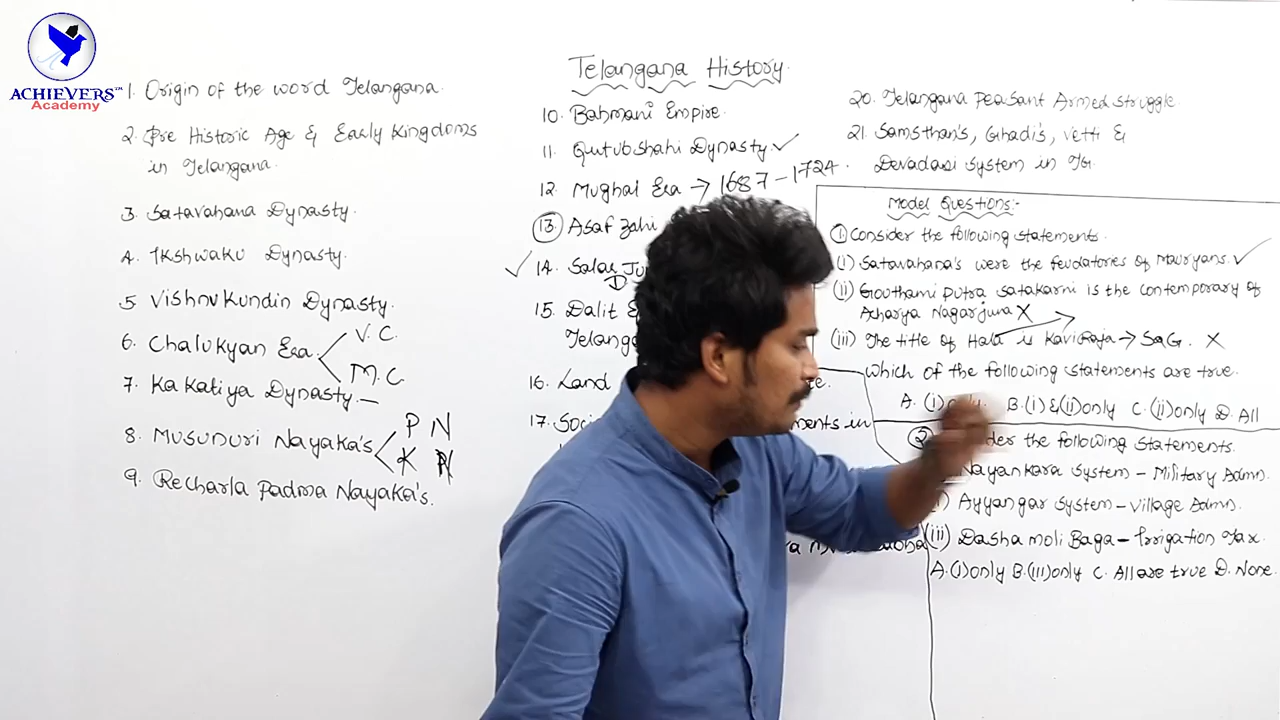 ACHIEVERS™
Academy
Telangana History
1. Origin of the word Telangana.
2. Pre Historic Age & Early Kingdoms
in Telangana.
3. Satavahana Dynasty.
4. Ikshwaku Dynasty.
5 Vishnukundin Dynasty.
6. Chalukyan Era.
V. C.
M. C.
7. Kakatiya Dynasty.
8. Musunuri Nayaka's
P N
K N
9. Recharla Padma Nayaka's.
10. Bahmani Empire.
11. Qutubshahi Dynasty.
12. Mughal Era → 1687 - 1724.
13. Asaf Zahi
14. Salar
15. Dalit
16. Land
ments in
20. Telangana Peasant Armed struggle
21. Samsthan's, Ghadi's, Vetti &
Devadasi System in TG.
Model Questions:-
1 Consider the following statements.
(i) Satavahana's were the feudatories of Mauryans.
(ii) Gouthami putra Satakarni is the contemporary of
Acharya Nagarjuna X
(iii) The title of Hala is KaviRaja → SaG. X
Which of the following statements are true.
A. (i) only. B. (i) & (ii) only C. (ii) only D. All
2 the following Statements.
Nayankara System - Military Admn.
Ayyangar System - Village Admn.
(iii) Dasha moli Baga - Irrigation Tax.
A. (i) only B. (iii) only C. All are true D. None.